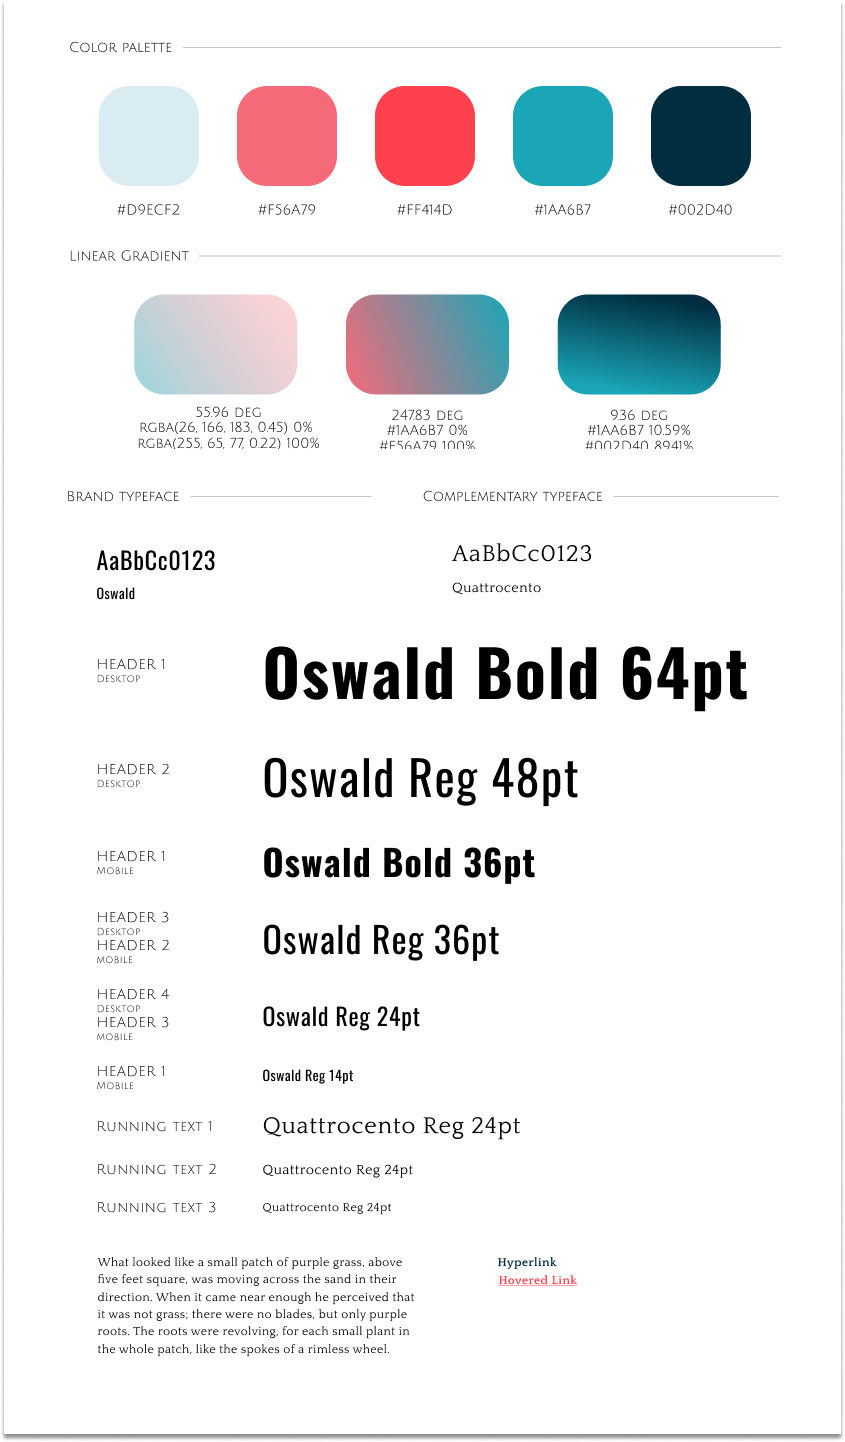 Color palette
#D9ECF2
#F56A79
#FF414D
#1AA6B7
#002D40
Linear Gradient
55.96 deg
rgba(26, 166, 183, 0.45) 0%
rgba(255, 65, 77, 0.22) 100%
247.83 deg
#1AA6B7 0%
#F56A79 100%
9.36 deg
#1AA6B7 10.59%
#002D40 89.41%
Brand typeface
Complementary typeface
AaBbCc0123
Oswald
AaBbCc0123
Quattrocento
HEADER 1
DESKTOP
Oswald Bold 64pt
HEADER 2
DESKTOP
Oswald Reg 48pt
HEADER 1
MOBILE
Oswald Bold 36pt
HEADER 3
DESKTOP
HEADER 2
MOBILE
Oswald Reg 36pt
HEADER 4
DESKTOP
HEADER 3
MOBILE
Oswald Reg 24pt
HEADER 1
MOBILE
Oswald Reg 14pt
Running text 1
Quattrocento Reg 24pt
Running text 2
Quattrocento Reg 24pt
Running text 3
Quattrocento Reg 24pt
What looked like a small patch of purple grass, above
five feet square, was moving across the sand in their
direction. When it came near enough he perceived that
it was not grass; there were no blades, but only purple
roots. The roots were revolving, for each small plant in
the whole patch, like the spokes of a rimless wheel.
Hyperlink
Hovered Link